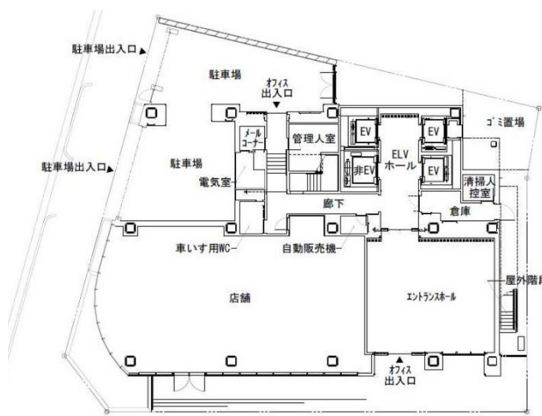 駐車場出入口
駐車場
オフィス
出入口
ゴミ置場
メール
コーナー
管理人室
EV
EV
ELV
ホール
駐車場出入口
駐車場
電気室
非EV
EV
清掃人
控室
廊下
倉庫
車いす用WC
自動販売機
店舗
エントランスホール
屋外階段
オフィス
出入口